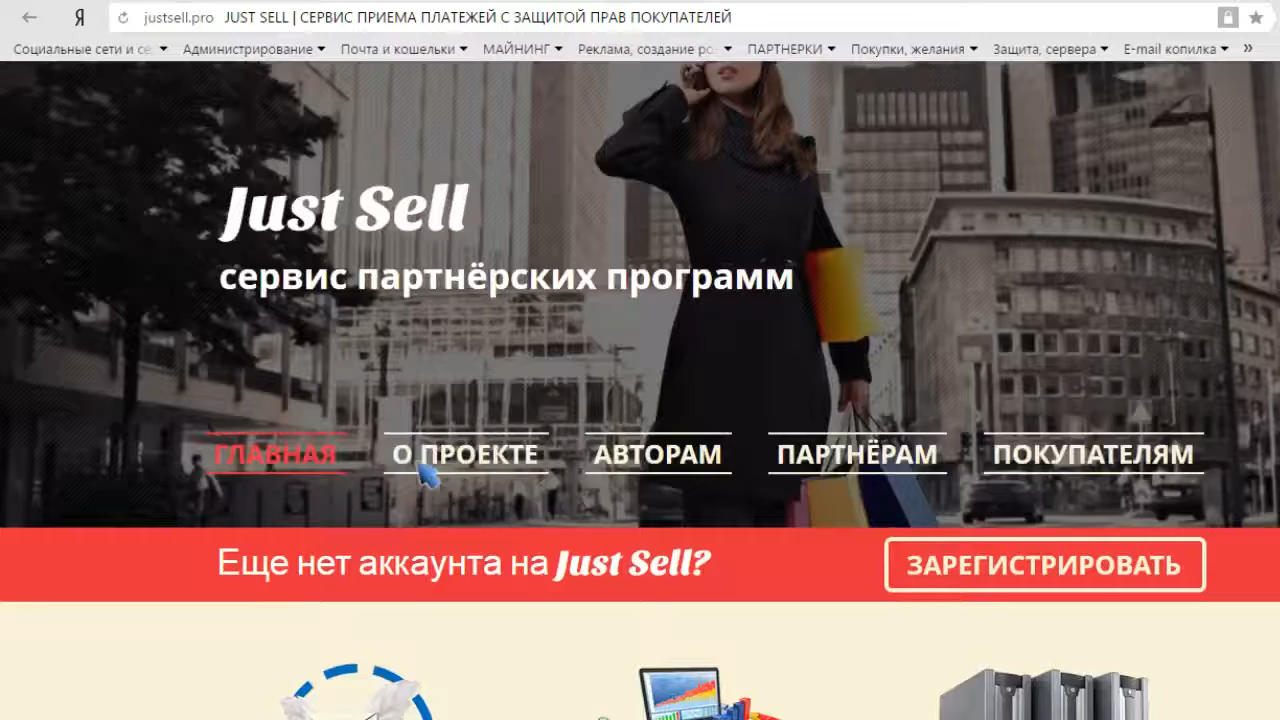 Я justsell.pro JUST SELL | СЕРВИС ПРИЕМА ПЛАТЕЖЕЙ С ЗАЩИТОЙ ПРАВ ПОКУПАТЕЛЕЙ
Социальные сети и се Администрирование Почта и кошельки МАЙНИНГ Реклама, создание ро ПАРТНЕРКИ Покупки, желания Защита, сервера E-mail копилка »
Just Sell
сервис партнёрских программ
ГЛАВНАЯ О ПРОЕКТЕ АВТОРАМ ПАРТНЁРАМ ПОКУПАТЕЛЯМ
Еще нет аккаунта на Just Sell? ЗАРЕГИСТРИРОВАТЬ